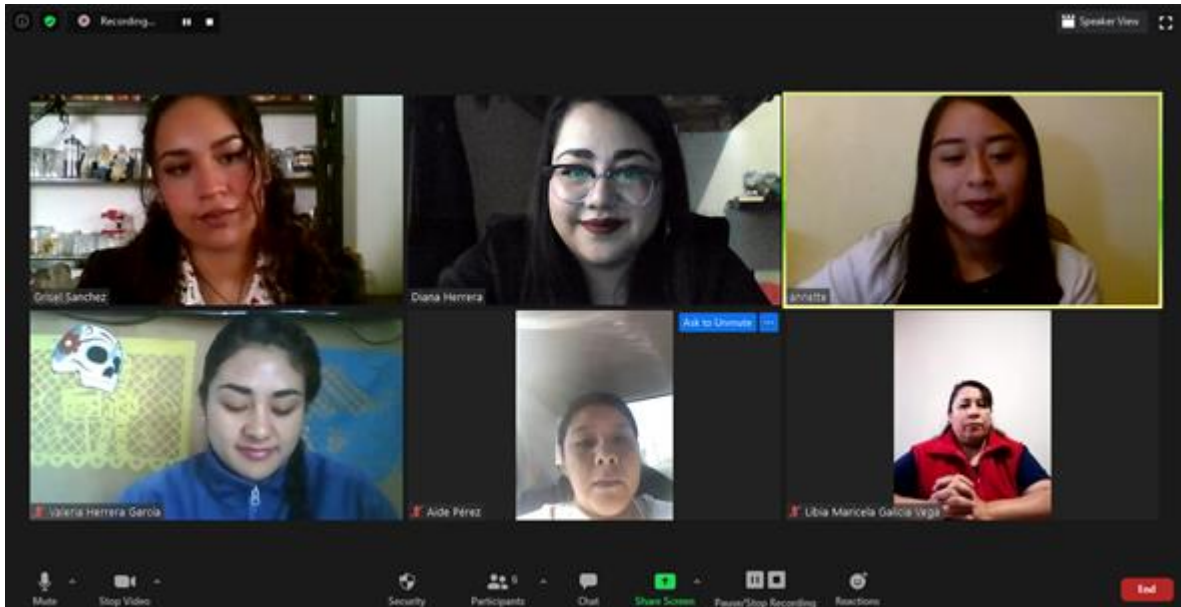 Recording...
Speaker View
Grisel Sanchez
Diana Herrera
annette
Ask to Unmute ...
Valeria Herrera García
Aide Pérez
Libia Maricela Galicia Vega
Mute
Stop Video
Security
Participants
6
Chat
Share Screen
Pause/Stop Recording
Reactions
End